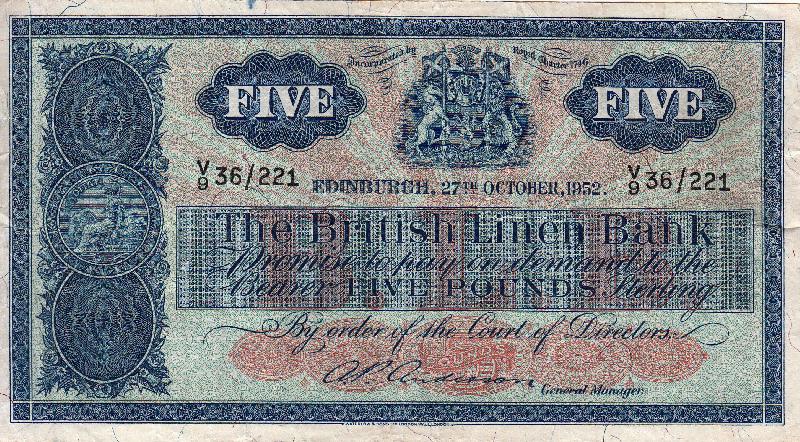 Incorporated by Royal Charter 1746
FIVE FIVE
V/9 36/221 V/9 36/221
EDINBURGH, 27TH OCTOBER, 1952.
The British Linen Bank
Promise to pay on demand to the
Bearer FIVE POUNDS Sterling
By order of the Court of Directors.
General Manager.